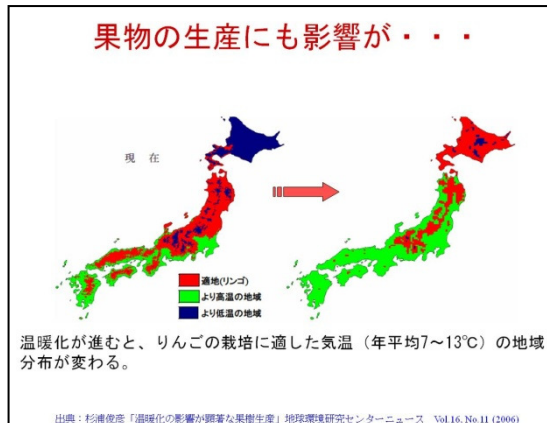 果物の生産にも影響が・・・
現 在
適地(リンゴ)
より高温の地域
より低温の地域
温暖化が進むと、りんごの栽培に適した気温（年平均7～13℃）の地域
分布が変わる。
出典：杉浦俊彦「温暖化の影響が顕著な果樹生産」地球環境研究センターニュース Vol.16, No.11 (2006)